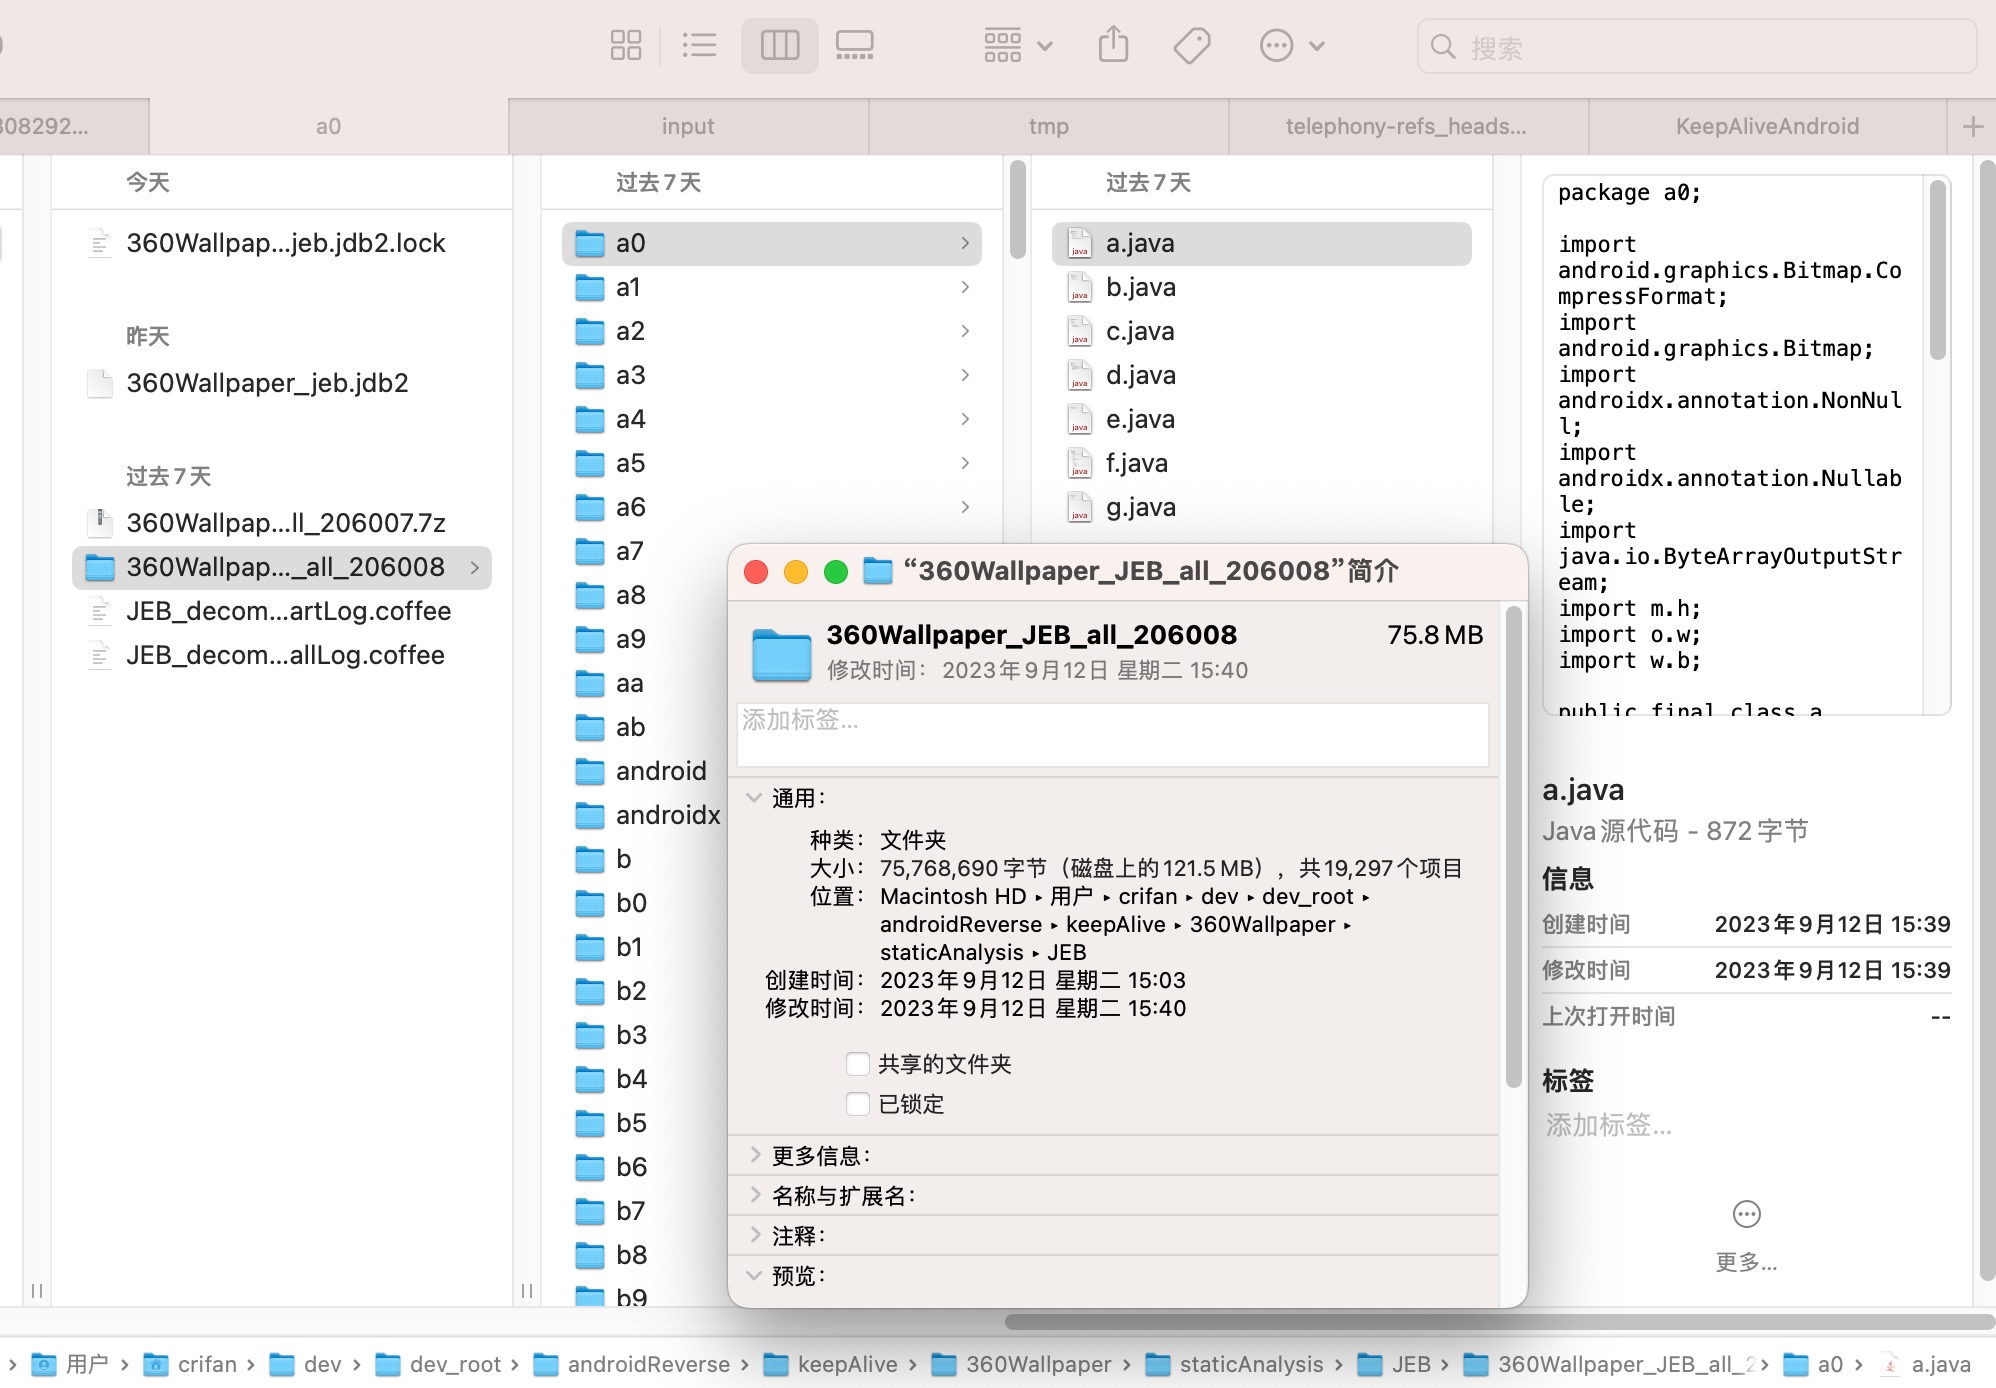 搜索
308292...
a0
input
tmp
telephony-refs_heads...
KeepAliveAndroid
今天
360Wallpap...jeb.jdb2.lock
昨天
360Wallpaper_jeb.jdb2
过去7天
360Wallpap...ll_206007.7z
360Wallpap..._all_206008
JEB_decom...artLog.coffee
JEB_decom...allLog.coffee
过去7天
a0
a1
a2
a3
a4
a5
a6
a7
a8
a9
aa
ab
android
androidx
b
b0
b1
b2
b3
b4
b5
b6
b7
b8
b9
过去7天
a.java
b.java
c.java
d.java
e.java
f.java
g.java
“360Wallpaper_JEB_all_206008”简介
360Wallpaper_JEB_all_206008 75.8 MB
修改时间: 2023年9月12日 星期二 15:40
添加标签...
通用:
种类: 文件夹
大小: 75,768,690 字节（磁盘上的121.5 MB），共19,297个项目
位置: Macintosh HD ▸ 用户 ▸ crifan ▸ dev ▸ dev_root ▸
androidReverse ▸ keepAlive ▸ 360Wallpaper ▸
staticAnalysis ▸ JEB
创建时间: 2023年9月12日 星期二 15:03
修改时间: 2023年9月12日 星期二 15:40
共享的文件夹
已锁定
更多信息:
名称与扩展名:
注释:
预览:
package a0;
import
android.graphics.Bitmap.Co
mpressFormat;
import
android.graphics.Bitmap;
import
androidx.annotation.NonNul
l;
import
androidx.annotation.Nullab
le;
import
java.io.ByteArrayOutputStr
eam;
import m.h;
import o.w;
import w.b;
public final class a
a.java
Java源代码 - 872字节
信息
创建时间 2023年9月12日 15:39
修改时间 2023年9月12日 15:39
上次打开时间 --
标签
添加标签...
更多...
用户 › crifan › dev › dev_root › androidReverse › keepAlive › 360Wallpaper › staticAnalysis › JEB › 360Wallpaper_JEB_all_2 › a0 › a.java